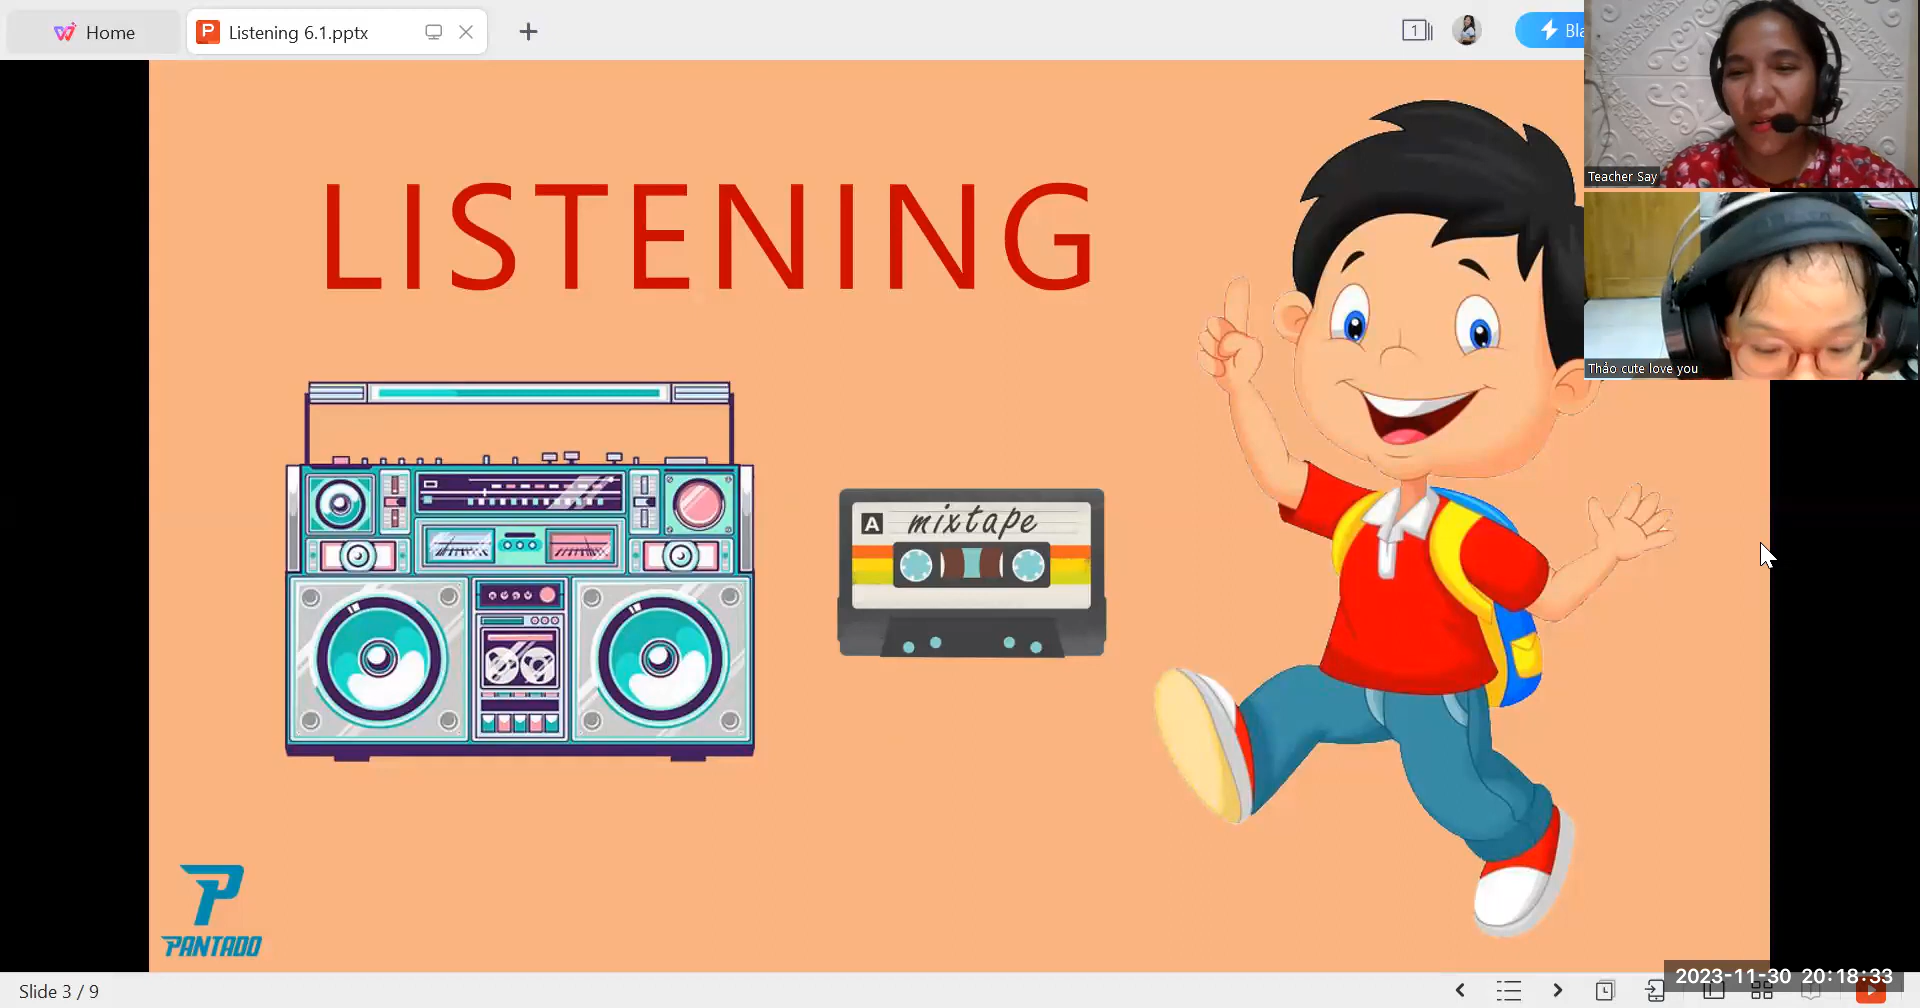 Home
Listening 6.1.pptx
1
Teacher Say
Thảo cute love you
LISTENING
A mixtape
PANTADO
Slide 3 / 9
2023-11-30 20:18:33